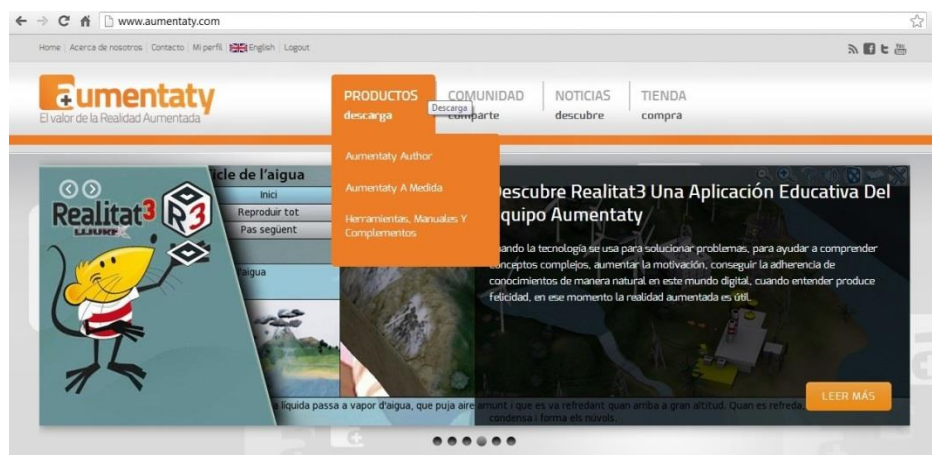 www.aumentaty.com
Home | Acerca de nosotros | Contacto | Mi perfil | English | Logout
aumentaty
El valor de la Realidad Aumentada
PRODUCTOS
descarga
Descarga
COMUNIDAD
comparte
NOTICIAS
descubre
TIENDA
compra
Aumentaty Author
Aumentaty A Medida
Herramientas, Manuales Y
Complementos
Realitat3
LLIUREX
R3
icle de l'aigua
Inici
Reproduir tot
Pas següent
'aigua
Descubre Realitat3 Una Aplicación Educativa Del
Equipo Aumentaty
uando la tecnología se usa para solucionar problemas, para ayudar a comprender
conceptos complejos, aumentar la motivación, conseguir la adherencia de
conocimientos de manera natural en este mundo digital, cuando entender produce
felicidad, en ese momento la realidad aumentada es útil.
LEER MÁS
a líquida passa a vapor d'aigua, que puja aire amunt i que es va refredant quan arriba a gran altitud. Quan es refreda,
condensa i forma els núvols.